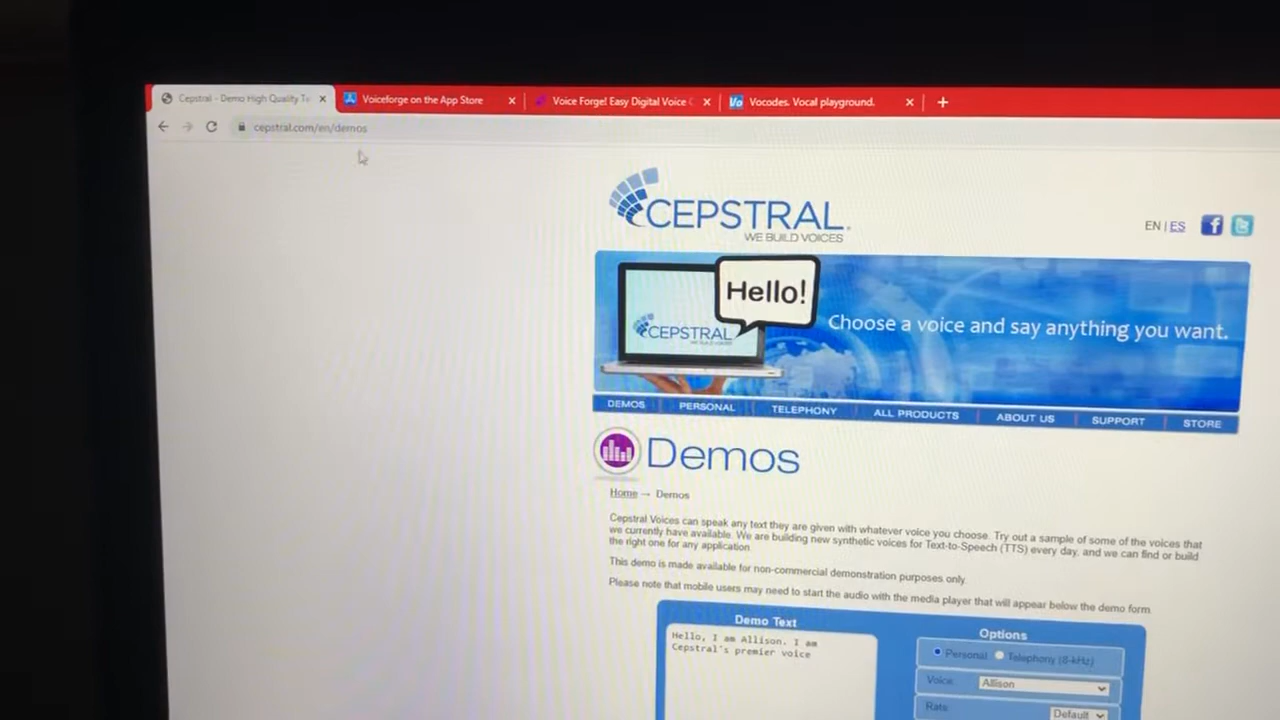 Cepstral - Demo High Quality Te
Voiceforge on the App Store
Voice Forge! Easy Digital Voice C
Vocodes. Vocal playground.
cepstral.com/en/demos
CEPSTRAL
WE BUILD VOICES
EN | ES
Hello!
CEPSTRAL
WE BUILD VOICES
Choose a voice and say anything you want.
DEMOS
PERSONAL
TELEPHONY
ALL PRODUCTS
ABOUT US
SUPPORT
STORE
Demos
Home → Demos
Cepstral Voices can speak any text they are given with whatever voice you choose. Try out a sample of some of the voices that
we currently have available. We are building new synthetic voices for Text-to-Speech (TTS) every day, and we can find or build
the right one for any application.
This demo is made available for non-commercial demonstration purposes only.
Please note that mobile users may need to start the audio with the media player that will appear below the demo form.
Demo Text
Hello, I am Allison. I am
Cepstral's premier voice
Options
Personal Telephony (8-kHz)
Voice: Allison
Rate: Default